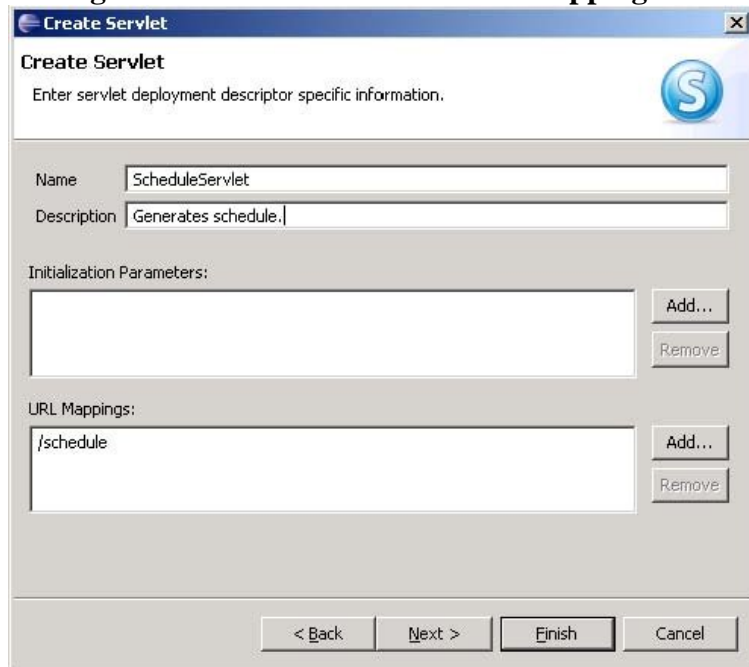 Create Servlet
Create Servlet
Enter servlet deployment descriptor specific information.
S
Name ScheduleServlet
Description Generates schedule.
Initialization Parameters:
Add...
Remove
URL Mappings:
/schedule
Add...
Remove
< Back Next > Finish Cancel